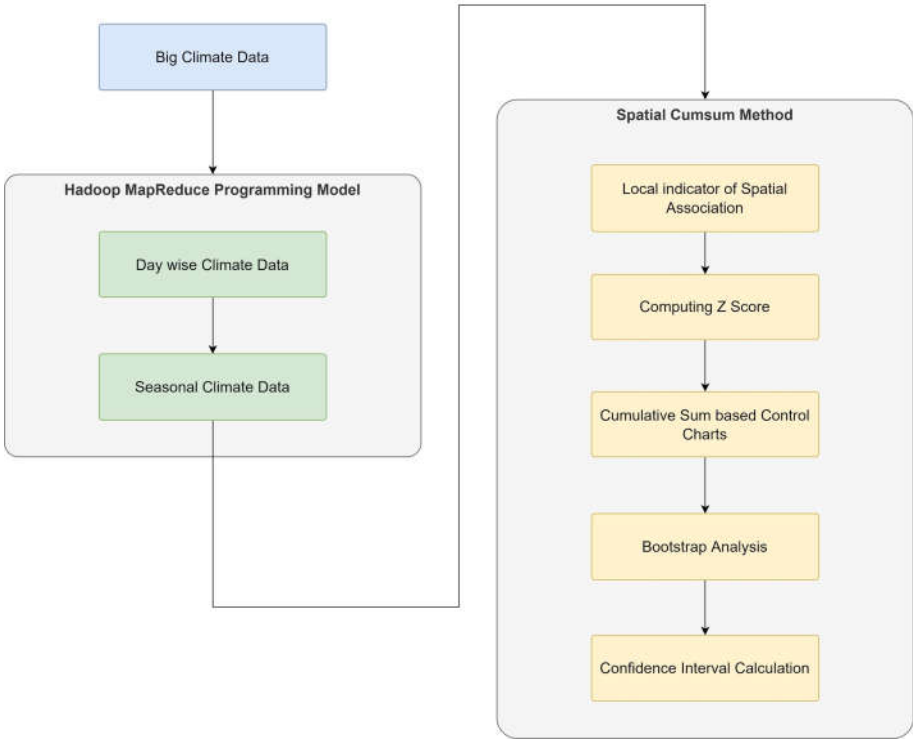 Big Climate Data
Hadoop MapReduce Programming Model
Day wise Climate Data
Seasonal Climate Data
Spatial Cumsum Method
Local indicator of Spatial
Association
Computing Z Score
Cumulative Sum based Control
Charts
Bootstrap Analysis
Confidence Interval Calculation